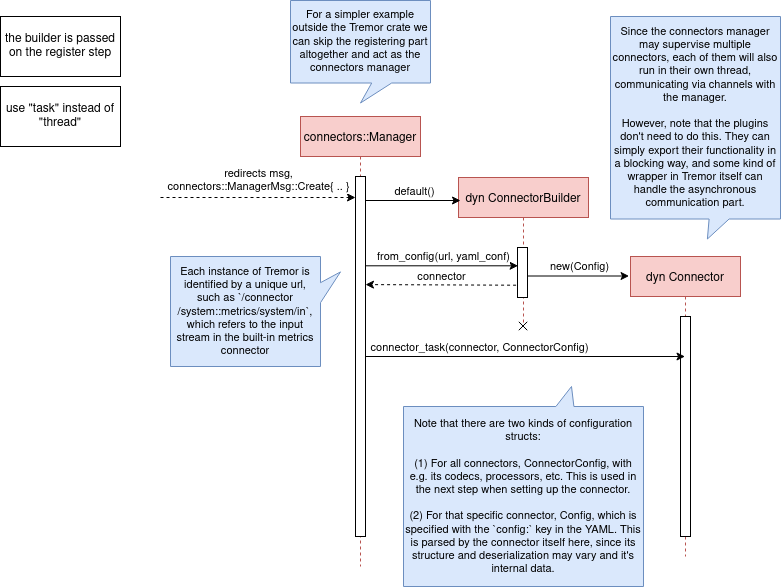 the builder is passed
on the register step
use "task" instead of
"thread"
For a simpler example
outside the Tremor crate we
can skip the registering part
altogether and act as the
connectors manager
Since the connectors manager
may supervise multiple
connectors, each of them will also
run in their own thread,
communicating via channels with
the manager.
However, note that the plugins
don't need to do this. They can
simply export their functionality in
a blocking way, and some kind of
wrapper in Tremor itself can
handle the asynchronous
communication part.
connectors::Manager
redirects msg,
connectors::ManagerMsg::Create{ .. }
default()
dyn ConnectorBuilder
from_config(url, yaml_conf)
connector
new(Config)
dyn Connector
Each instance of Tremor is
identified by a unique url,
such as `/connector
/system::metrics/system/in`,
which refers to the input
stream in the built-in metrics
connector
connector_task(connector, ConnectorConfig)
Note that there are two kinds of configuration
structs:
(1) For all connectors, ConnectorConfig, with
e.g. its codecs, processors, etc. This is used in
the next step when setting up the connector.
(2) For that specific connector, Config, which is
specified with the `config:` key in the YAML. This
is parsed by the connector itself here, since its
structure and deserialization may vary and it's
internal data.